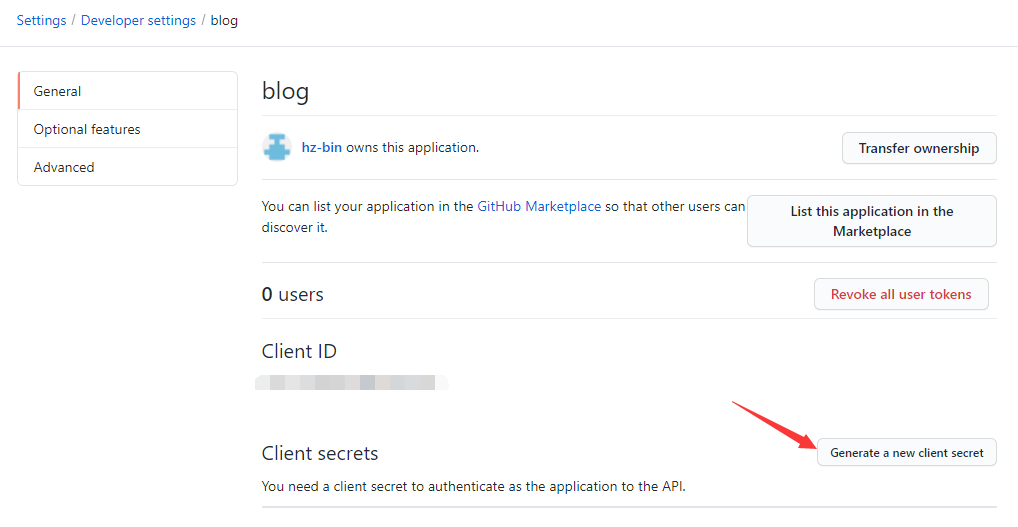 Settings / Developer settings / blog
General
Optional features
Advanced
blog
hz-bin owns this application.
Transfer ownership
You can list your application in the GitHub Marketplace so that other users can
discover it.
List this application in the
Marketplace
0 users
Revoke all user tokens
Client ID
Client secrets
Generate a new client secret
You need a client secret to authenticate as the application to the API.